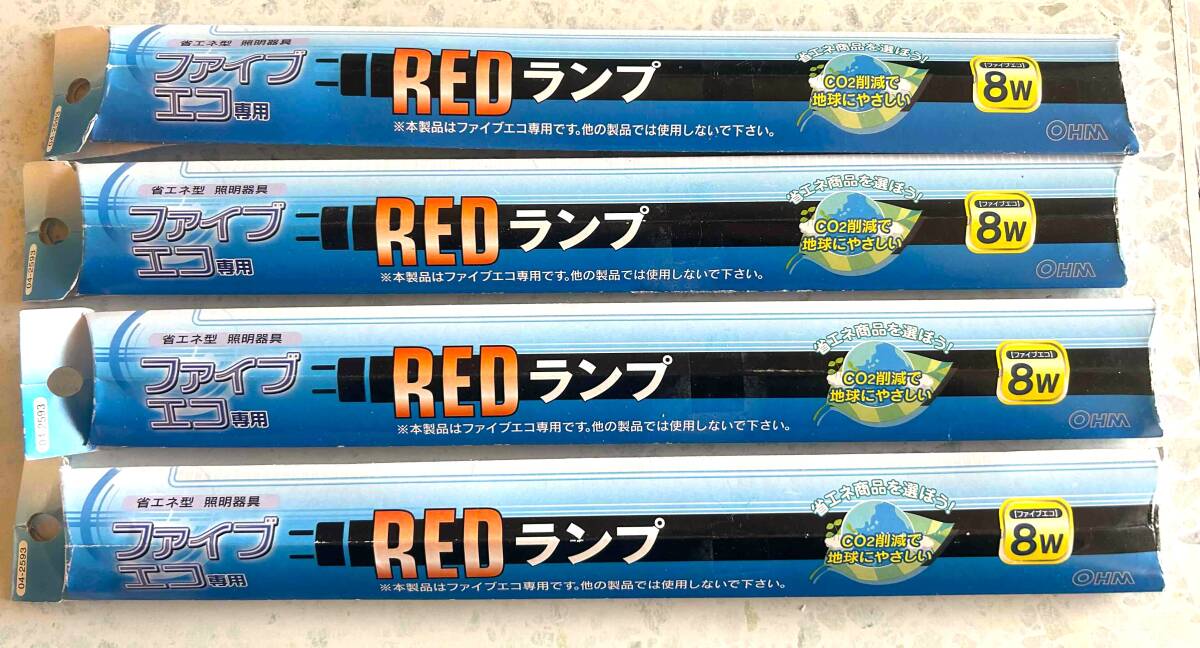 省エネ型 照明器具
ファイブ
エコ専用
REDランプ
※本製品はファイブエコ専用です。他の製品では使用しないで下さい。
省エネ商品を選ぼう!
CO2削減で
地球にやさしい
[ファイブエコ]
8W
OHM
04-2593
省エネ型 照明器具
ファイブ
エコ専用
REDランプ
※本製品はファイブエコ専用です。他の製品では使用しないで下さい。
省エネ商品を選ぼう!
CO2削減で
地球にやさしい
[ファイブエコ]
8W
OHM
04-2593
省エネ型 照明器具
ファイブ
エコ専用
REDランプ
※本製品はファイブエコ専用です。他の製品では使用しないで下さい。
省エネ商品を選ぼう!
CO2削減で
地球にやさしい
[ファイブエコ]
8W
OHM
04-2593
省エネ型 照明器具
ファイブ
エコ専用
REDランプ
※本製品はファイブエコ専用です。他の製品では使用しないで下さい。
省エネ商品を選ぼう!
CO2削減で
地球にやさしい
[ファイブエコ]
8W
OHM
04-2593